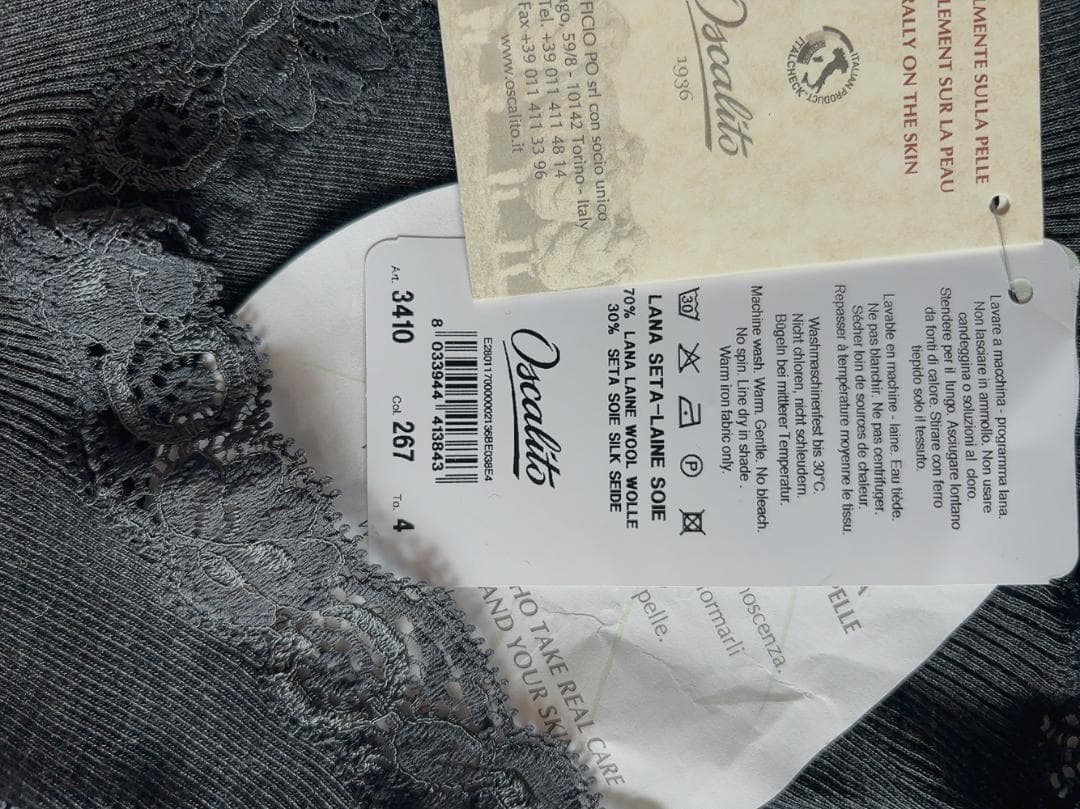 LMENTE SULLA PELLE
LEMENT SUR LA PEAU
RALLY ON THE SKIN
ITALIAN PRODUCT
ITALCHECK
Oscalito
1936
FICIO PO srl con socio unico
go, 59/8 - 10142 Torino - Italy
Tel. +39 011 411 48 14
Fax +39 011 411 33 96
www.oscalito.it
Lavare a macchina - programma lana.
Non lasciare in ammollo. Non usare
candeggina o soluzioni al cloro.
Stendere per il lungo. Asciugare lontano
da fonti di calore. Stirare con ferro
tiepido solo il tessuto.
Lavable en machine - laine. Eau tiède.
Ne pas blanchir. Ne pas centrifuger.
Sécher loin de sources de chaleur.
Repasser à température moyenne le tissu.
Washmaschinenfest bis 30°C.
Nicht chloren, nicht schleudern.
Bügeln bei mittlerer Temperatur.
Machine wash. Warm. Gentle. No bleach.
No spin. Line dry in shade.
Warm iron fabric only.
30 P
LANA SETA-LAINE SOIE
70% LANA LAINE WOOL WOLLE
30% SETA SOIE SILK SEIDE
Oscalito
E28011700000021368E038E4
8 033944 413843
Art. 3410 Col. 267 Ta. 4
PELLE
noscenza.
ormarli
pelle.
HO TAKE REAL CARE
AND YOUR SKIN